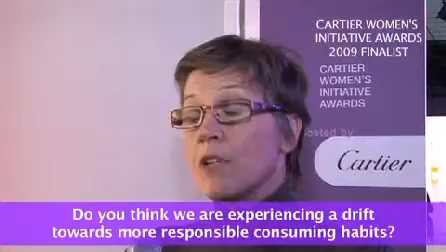 CARTIER WOMEN'S
INITIATIVE AWARDS
2009 FINALIST
CARTIER
WOMEN'S
INITIATIVE
AWARDS
hosted by
Cartier
Do you think we are experiencing a drift
towards more responsible consuming habits?